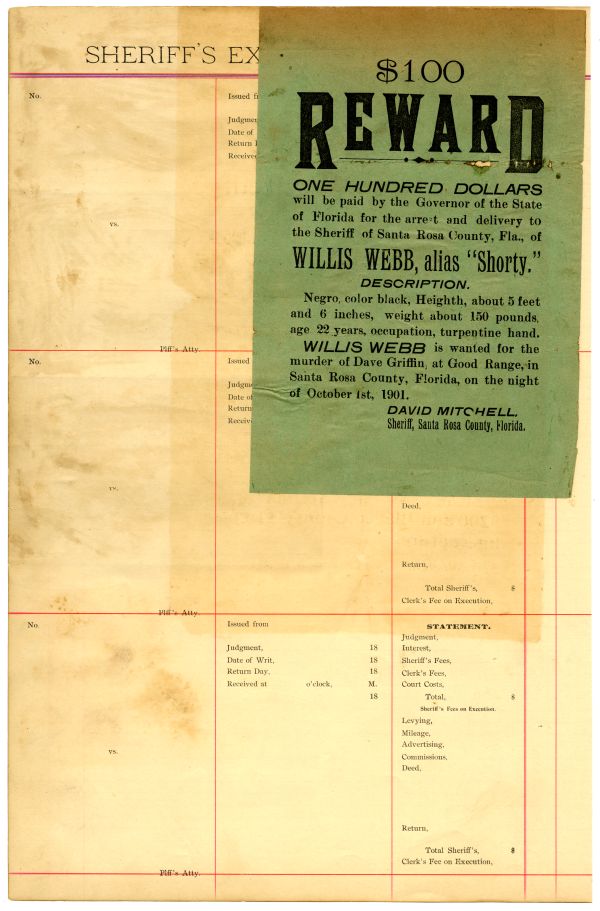 SHERIFF'S EX
No.
Issued
Judgment
Date of
Return
Received
vs.
Plff's Atty.
$100
REWARD
ONE HUNDRED DOLLARS
will be paid by the Governor of the State
of Florida for the arrest and delivery to
the Sheriff of Santa Rosa County, Fla., of
WILLIS WEBB, alias "Shorty."
DESCRIPTION.
Negro, color black, Heighth, about 5 feet
and 6 inches, weight about 150 pounds,
age 22 years, occupation, turpentine hand.
WILLIS WEBB is wanted for the
murder of Dave Griffin, at Good Range, in
Santa Rosa County, Florida, on the night
of October 1st, 1901.
DAVID MITCHELL.
Sheriff, Santa Rosa County, Florida.
No.
Issued
Judgm
Date of
Return
Receiv
vs.
Deed,
Return,
Total Sheriff's, $
Clerk's Fee on Execution,
Plff's Atty.
No.
Issued from
Judgment, 18
Date of Writ, 18
Return Day, 18
Received at o'clock, M.
18
vs.
STATEMENT.
Judgment,
Interest,
Sheriff's Fees,
Clerk's Fees,
Court Costs,
Total, $
Sheriff's Fees on Execution.
Levying,
Mileage,
Advertising,
Commissions,
Deed,
Return,
Total Sheriff's, $
Clerk's Fee on Execution,
Plff's Atty.